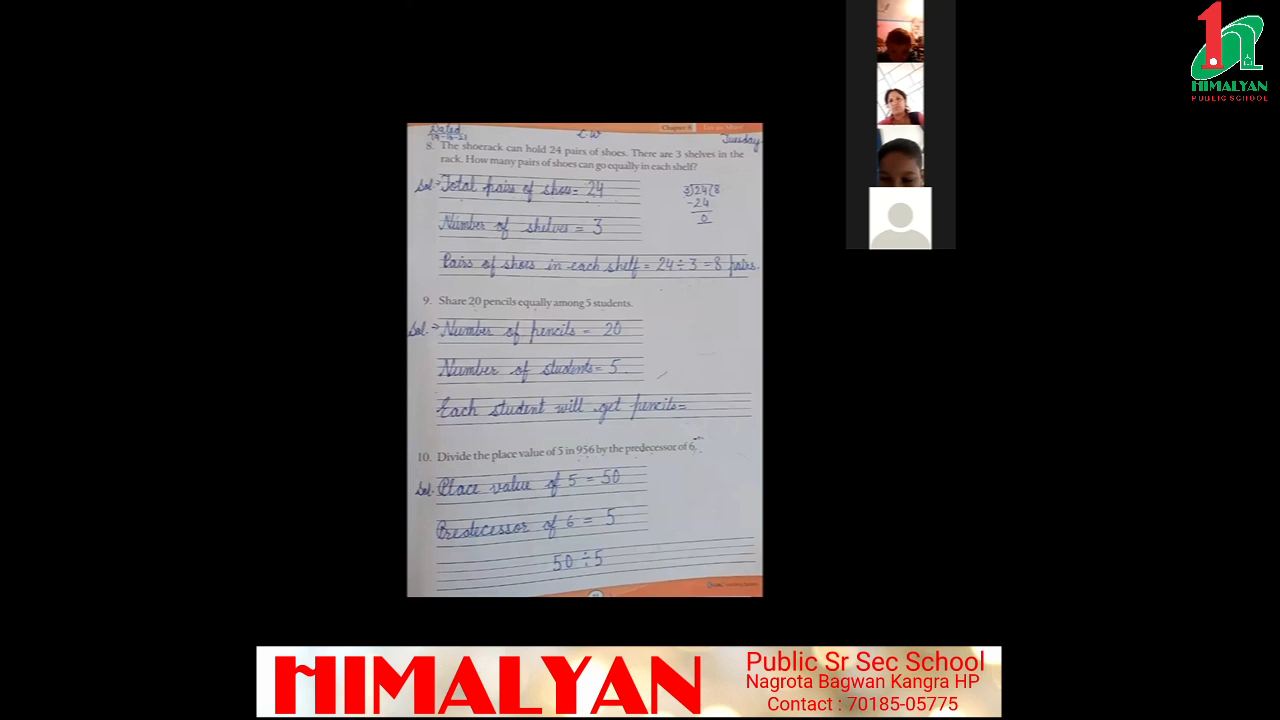 HIMALYAN
PUBLIC SCHOOL
Dated
C W
Chapter 8
Tuesday
8. The shoerack can hold 24 pairs of shoes. There are 3 shelves in the
rack. How many pairs of shoes can go equally in each shelf?
Sol⇒ Total pairs of shoes= 24
3)24(8
-24
0
Number of shelves = 3
Pairs of shoes in each shelf = 24 ÷ 3 = 8 pairs.
9. Share 20 pencils equally among 5 students.
Sol.⇒ Number of pencils = 20
Number of students= 5.
Each student will get pencils=
10. Divide the place value of 5 in 956 by the predecessor of 6.
Sol. Place value of 5 = 50
Predecessor of 6 = 5
50 ÷ 5
HIMALYAN
Public Sr Sec School
Nagrota Bagwan Kangra HP
Contact : 70185-05775